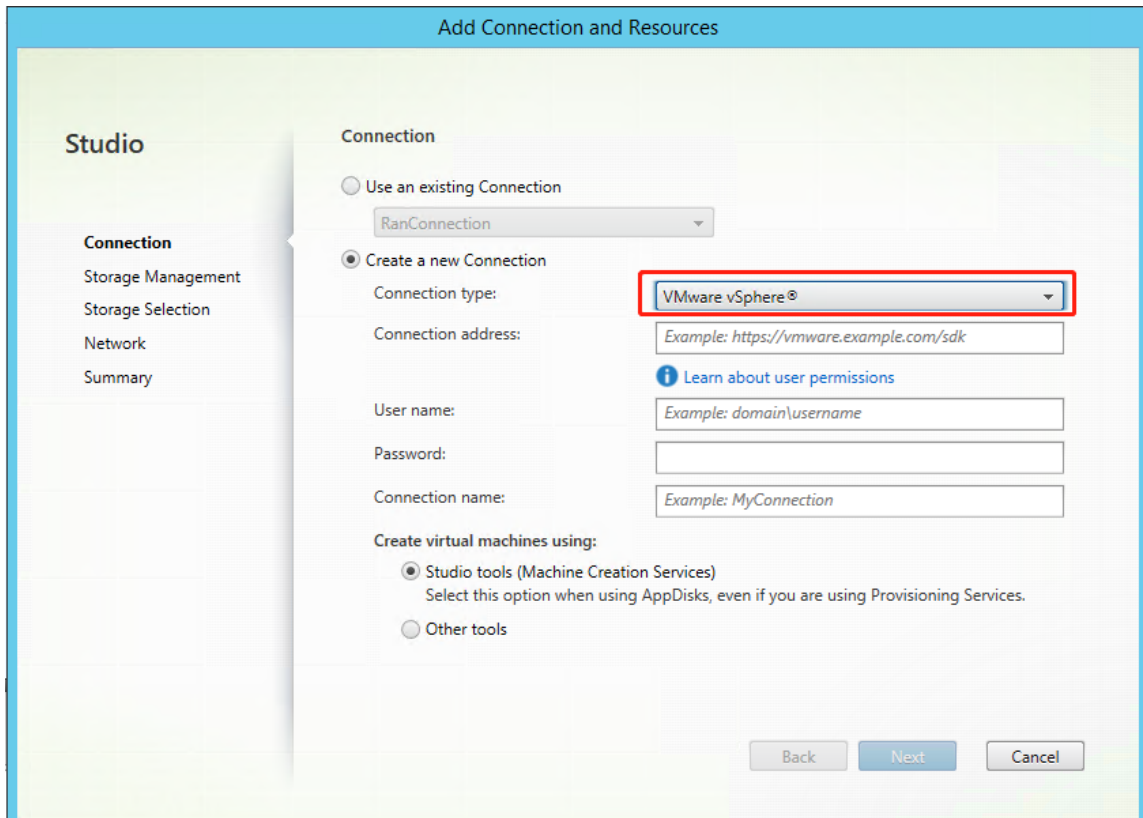 Add Connection and Resources
Studio
Connection
Storage Management
Storage Selection
Network
Summary
Connection
Use an existing Connection
RanConnection
Create a new Connection
Connection type:
VMware vSphere®
Connection address:
Example: https://vmware.example.com/sdk
Learn about user permissions
User name:
Example: domain\username
Password:
Connection name:
Example: MyConnection
Create virtual machines using:
Studio tools (Machine Creation Services)
Select this option when using AppDisks, even if you are using Provisioning Services.
Other tools
Back
Next
Cancel